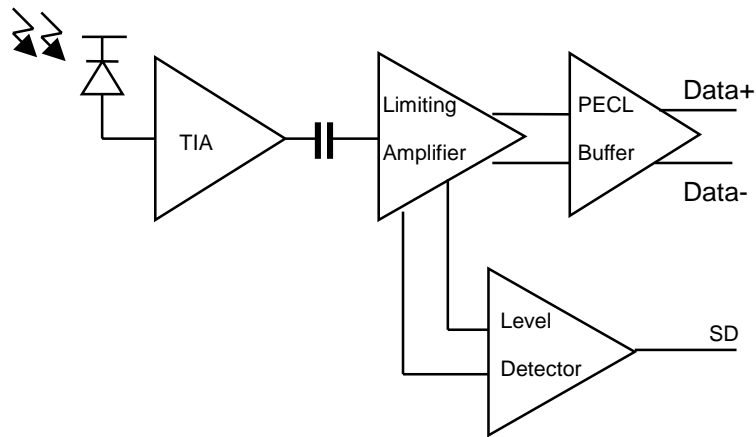 TIA
Limiting
Amplifier
PECL
Buffer
Data+
Data-
Level
Detector
SD